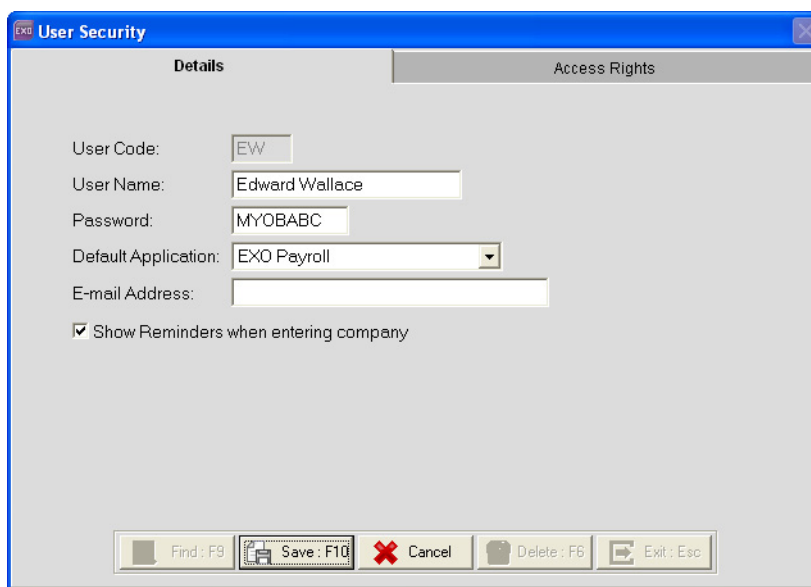 EXO User Security
Details Access Rights
User Code: EW
User Name: Edward Wallace
Password: MYOBABC
Default Application: EXO Payroll
E-mail Address:
Show Reminders when entering company
Find : F9 Save : F10 Cancel Delete : F6 Exit : Esc